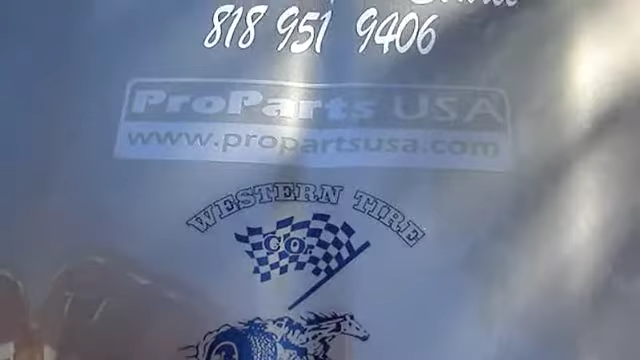 818 951 9406
ProParts USA
www.propartsusa.com
WESTERN TIRE
CO.